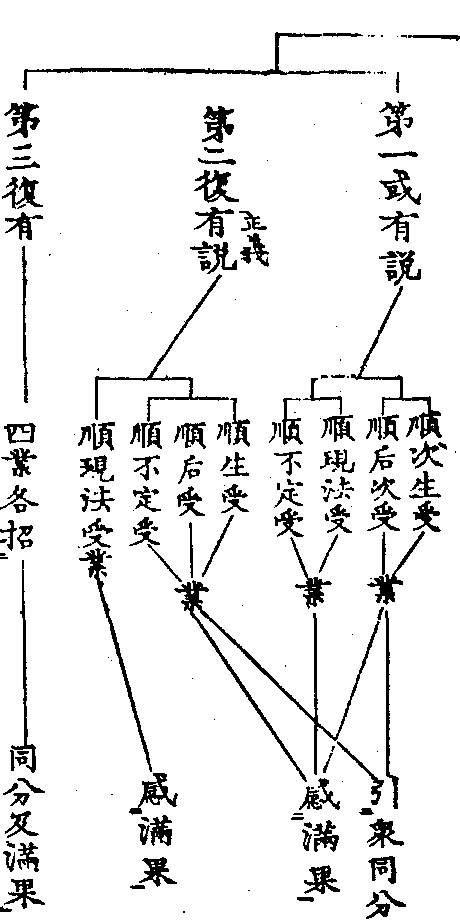 第一或有説
第二復有説
正義
第三復有
順次生受
順后次受
順現法受
順不定受
順生受
順后受
順不定受
順現法受業
四業各招
業
業
業
引衆同分
感滿果
感滿果
同分及滿果